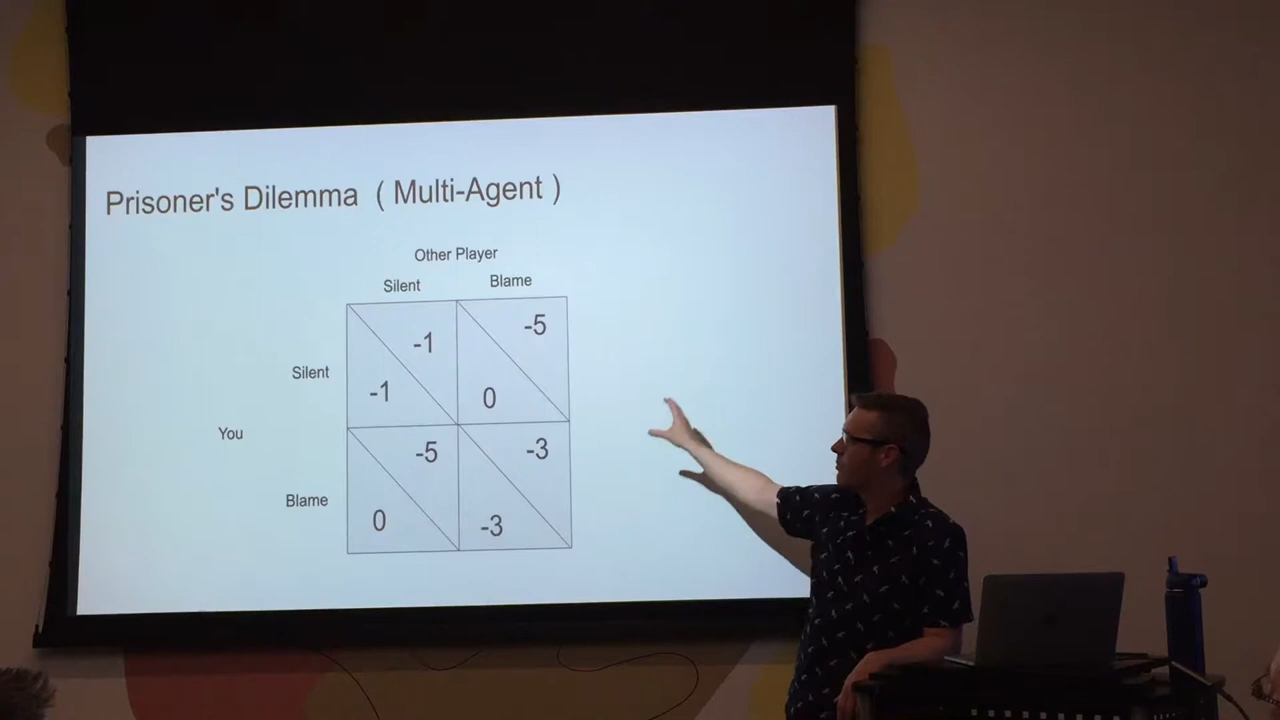 Prisoner's Dilemma ( Multi-Agent )
Other Player
Silent Blame
Silent -1 -1 -5 0
You
Blame -5 0 -3 -3